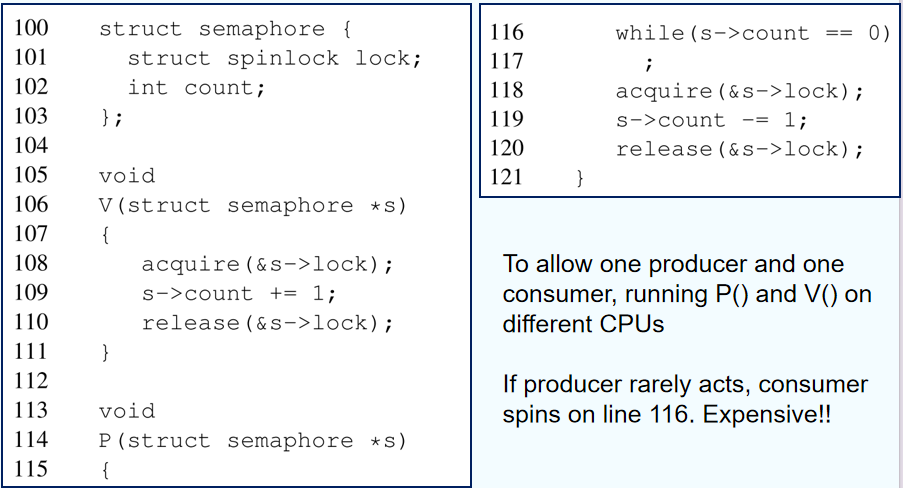 100 struct semaphore {
101 struct spinlock lock;
102 int count;
103 };
104
105 void
106 V(struct semaphore *s)
107 {
108 acquire(&s->lock);
109 s->count += 1;
110 release(&s->lock);
111 }
112
113 void
114 P(struct semaphore *s)
115 {
116 while(s->count == 0)
117 ;
118 acquire(&s->lock);
119 s->count -= 1;
120 release(&s->lock);
121 }
To allow one producer and one
consumer, running P() and V() on
different CPUs
If producer rarely acts, consumer
spins on line 116. Expensive!!